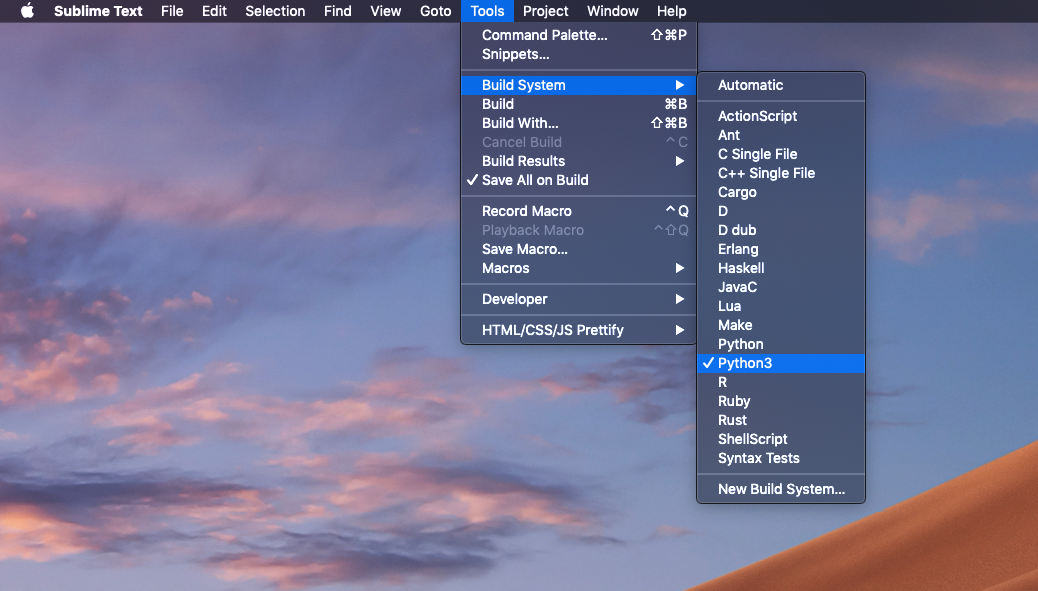 Sublime Text File Edit Selection Find View Goto Tools Project Window Help
Command Palette... ⇧⌘P
Snippets...
Build System ▶
Build ⌘B
Build With... ⇧⌘B
Cancel Build ^C
Build Results ▶
✓ Save All on Build
Record Macro ^Q
Playback Macro ^⇧Q
Save Macro...
Macros ▶
Developer ▶
HTML/CSS/JS Prettify ▶
Automatic
ActionScript
Ant
C Single File
C++ Single File
Cargo
D
D dub
Erlang
Haskell
JavaC
Lua
Make
Python
✓ Python3
R
Ruby
Rust
ShellScript
Syntax Tests
New Build System...